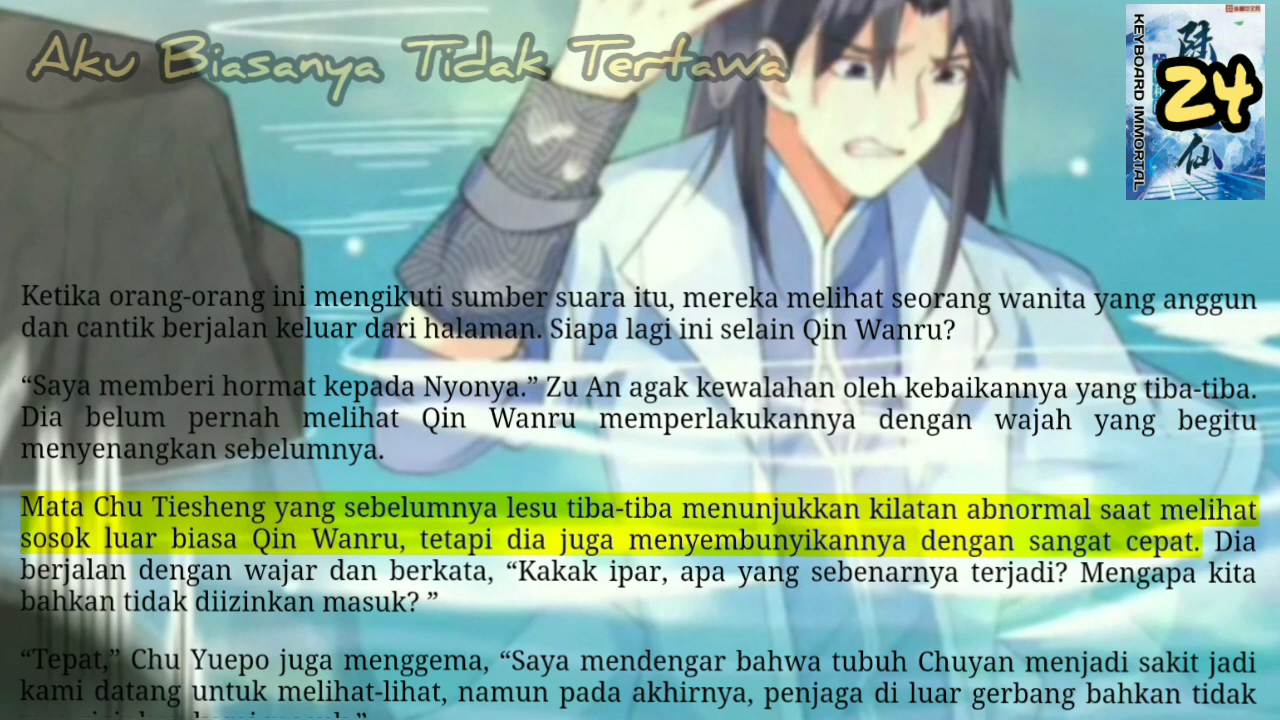 Aku Biasanya Tidak Tertawa
KEYBOARD IMMORTAL
24
仙
Ketika orang-orang ini mengikuti sumber suara itu, mereka melihat seorang wanita yang anggun
dan cantik berjalan keluar dari halaman. Siapa lagi ini selain Qin Wanru?
“Saya memberi hormat kepada Nyonya.” Zu An agak kewalahan oleh kebaikannya yang tiba-tiba.
Dia belum pernah melihat Qin Wanru memperlakukannya dengan wajah yang begitu
menyenangkan sebelumnya.
Mata Chu Tiesheng yang sebelumnya lesu tiba-tiba menunjukkan kilatan abnormal saat melihat
sosok luar biasa Qin Wanru, tetapi dia juga menyembunyikannya dengan sangat cepat. Dia
berjalan dengan wajar dan berkata, “Kakak ipar, apa yang sebenarnya terjadi? Mengapa kita
bahkan tidak diizinkan masuk? ”
“Tepat,” Chu Yuepo juga menggema, “Saya mendengar bahwa tubuh Chuyan menjadi sakit jadi
kami datang untuk melihat-lihat, namun pada akhirnya, penjaga di luar gerbang bahkan tidak